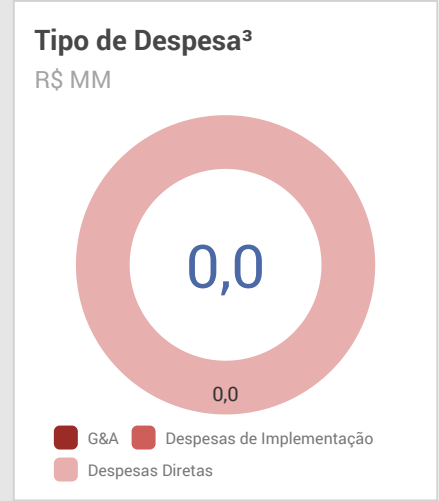 Tipo de Despesa³
R$ MM
0,0
0,0
G&A Despesas de Implementação
Despesas Diretas